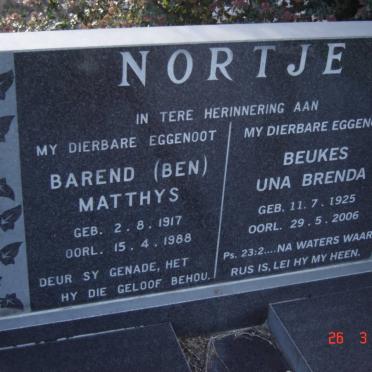 NORTJE
IN TERE HERINNERING AAN
MY DIERBARE EGGENOOT
BAREND (BEN)
MATTHYS
GEB. 2.8.1917
OORL. 15.4.1988
DEUR SY GENADE, HET
HY DIE GELOOF BEHOU.
MY DIERBARE EGGENO
BEUKES
UNA BRENDA
GEB. 11.7.1925
OORL. 29.5.2006
Ps. 23:2....NA WATERS WAAR
RUS IS, LEI HY MY HEEN.
26 3